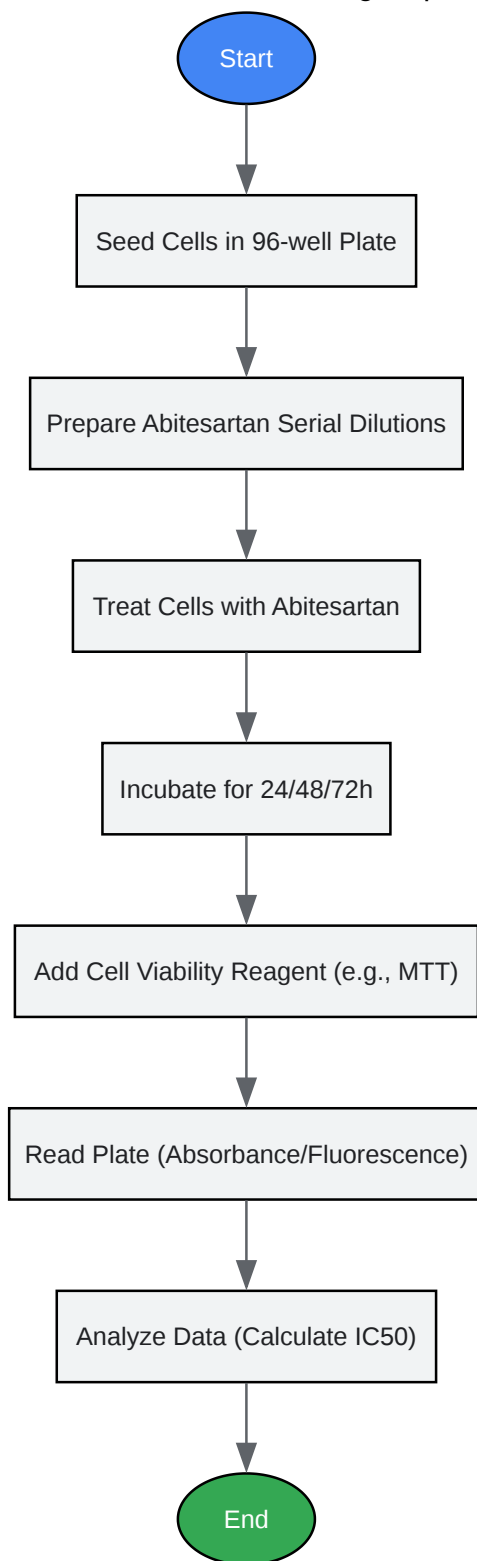 Start
Seed Cells in 96-well Plate
Prepare Abitesartan Serial Dilutions
Treat Cells with Abitesartan
Incubate for 24/48/72h
Add Cell Viability Reagent (e.g., MTT)
Read Plate (Absorbance/Fluorescence)
Analyze Data (Calculate IC50)
End